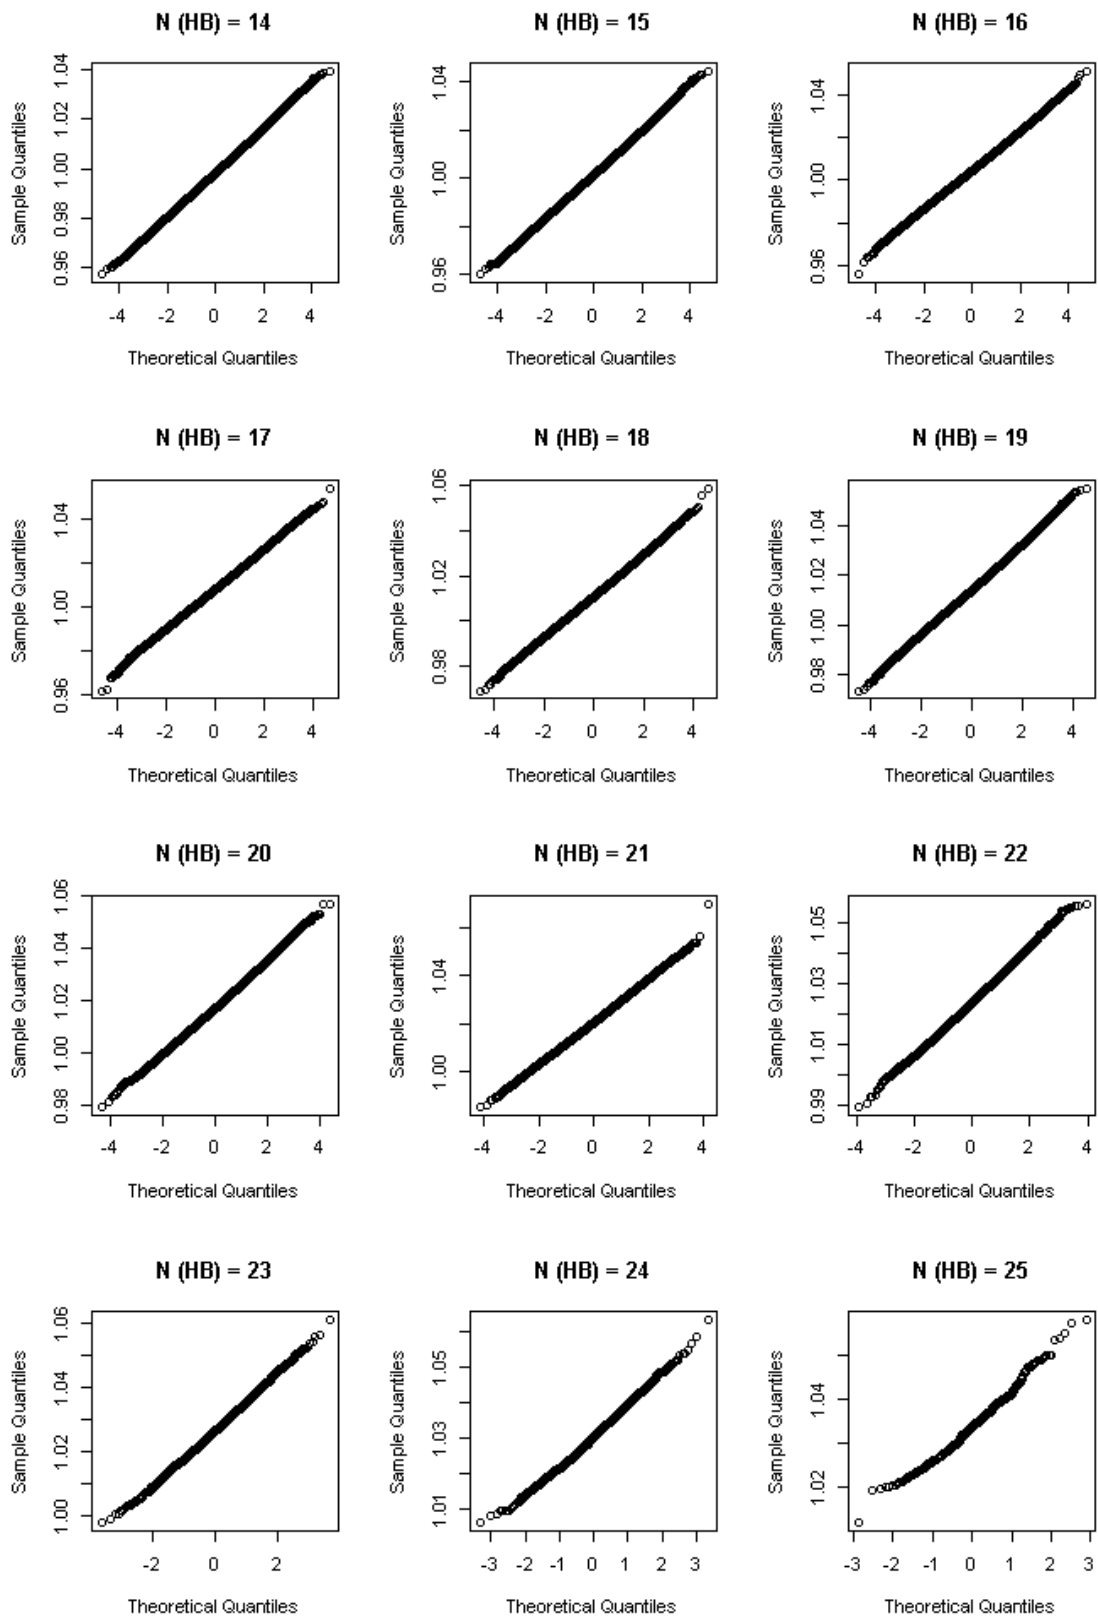 N (HB) = 14
Sample Quantiles
0.96 0.98 1.00 1.02 1.04
-4 -2 0 2 4
Theoretical Quantiles
N (HB) = 15
Sample Quantiles
0.96 1.00 1.04
-4 -2 0 2 4
Theoretical Quantiles
N (HB) = 16
Sample Quantiles
0.96 1.00 1.04
-4 -2 0 2 4
Theoretical Quantiles
N (HB) = 17
Sample Quantiles
0.96 1.00 1.04
-4 -2 0 2 4
Theoretical Quantiles
N (HB) = 18
Sample Quantiles
0.98 1.02 1.06
-4 -2 0 2 4
Theoretical Quantiles
N (HB) = 19
Sample Quantiles
0.98 1.00 1.02 1.04
-4 -2 0 2 4
Theoretical Quantiles
N (HB) = 20
Sample Quantiles
0.98 1.00 1.02 1.04 1.06
-4 -2 0 2 4
Theoretical Quantiles
N (HB) = 21
Sample Quantiles
1.00 1.04
-4 -2 0 2 4
Theoretical Quantiles
N (HB) = 22
Sample Quantiles
0.99 1.01 1.03 1.05
-4 -2 0 2 4
Theoretical Quantiles
N (HB) = 23
Sample Quantiles
1.00 1.02 1.04 1.06
-2 0 2
Theoretical Quantiles
N (HB) = 24
Sample Quantiles
1.01 1.03 1.05
-3 -2 -1 0 1 2 3
Theoretical Quantiles
N (HB) = 25
Sample Quantiles
1.02 1.04
-3 -2 -1 0 1 2 3
Theoretical Quantiles